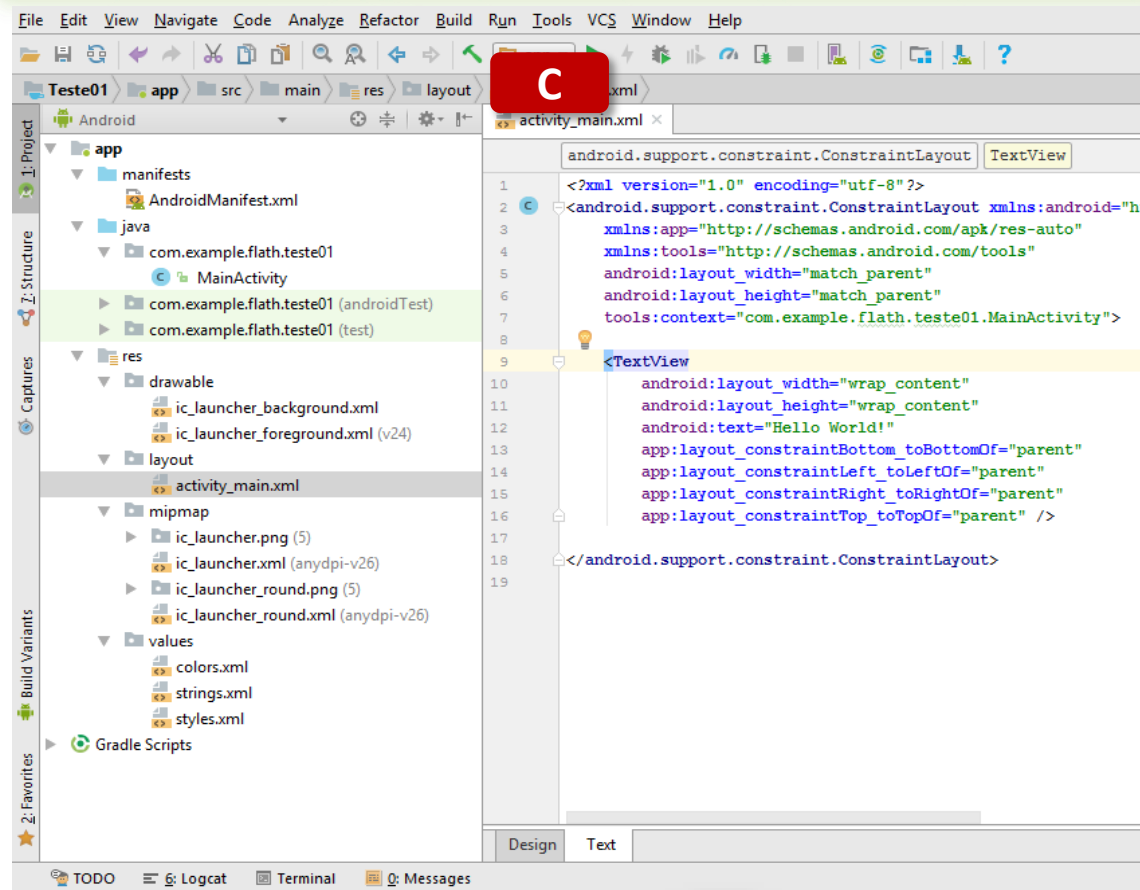 File Edit View Navigate Code Analyze Refactor Build Run Tools VCS Window Help
C
Teste01 app src main res layout .xml
Android
activity_main.xml
1: Project
7: Structure
Captures
Build Variants
2: Favorites
app
manifests
AndroidManifest.xml
java
com.example.flath.teste01
MainActivity
com.example.flath.teste01 (androidTest)
com.example.flath.teste01 (test)
res
drawable
ic_launcher_background.xml
ic_launcher_foreground.xml (v24)
layout
activity_main.xml
mipmap
ic_launcher.png (5)
ic_launcher.xml (anydpi-v26)
ic_launcher_round.png (5)
ic_launcher_round.xml (anydpi-v26)
values
colors.xml
strings.xml
styles.xml
Gradle Scripts
android.support.constraint.ConstraintLayout TextView
1 <?xml version="1.0" encoding="utf-8"?>
2 C <android.support.constraint.ConstraintLayout xmlns:android="h
3 xmlns:app="http://schemas.android.com/apk/res-auto"
4 xmlns:tools="http://schemas.android.com/tools"
5 android:layout_width="match_parent"
6 android:layout_height="match_parent"
7 tools:context="com.example.flath.teste01.MainActivity">
8
9 <TextView
10 android:layout_width="wrap_content"
11 android:layout_height="wrap_content"
12 android:text="Hello World!"
13 app:layout_constraintBottom_toBottomOf="parent"
14 app:layout_constraintLeft_toLeftOf="parent"
15 app:layout_constraintRight_toRightOf="parent"
16 app:layout_constraintTop_toTopOf="parent" />
17
18 </android.support.constraint.ConstraintLayout>
19
Design Text
TODO 6: Logcat Terminal 0: Messages